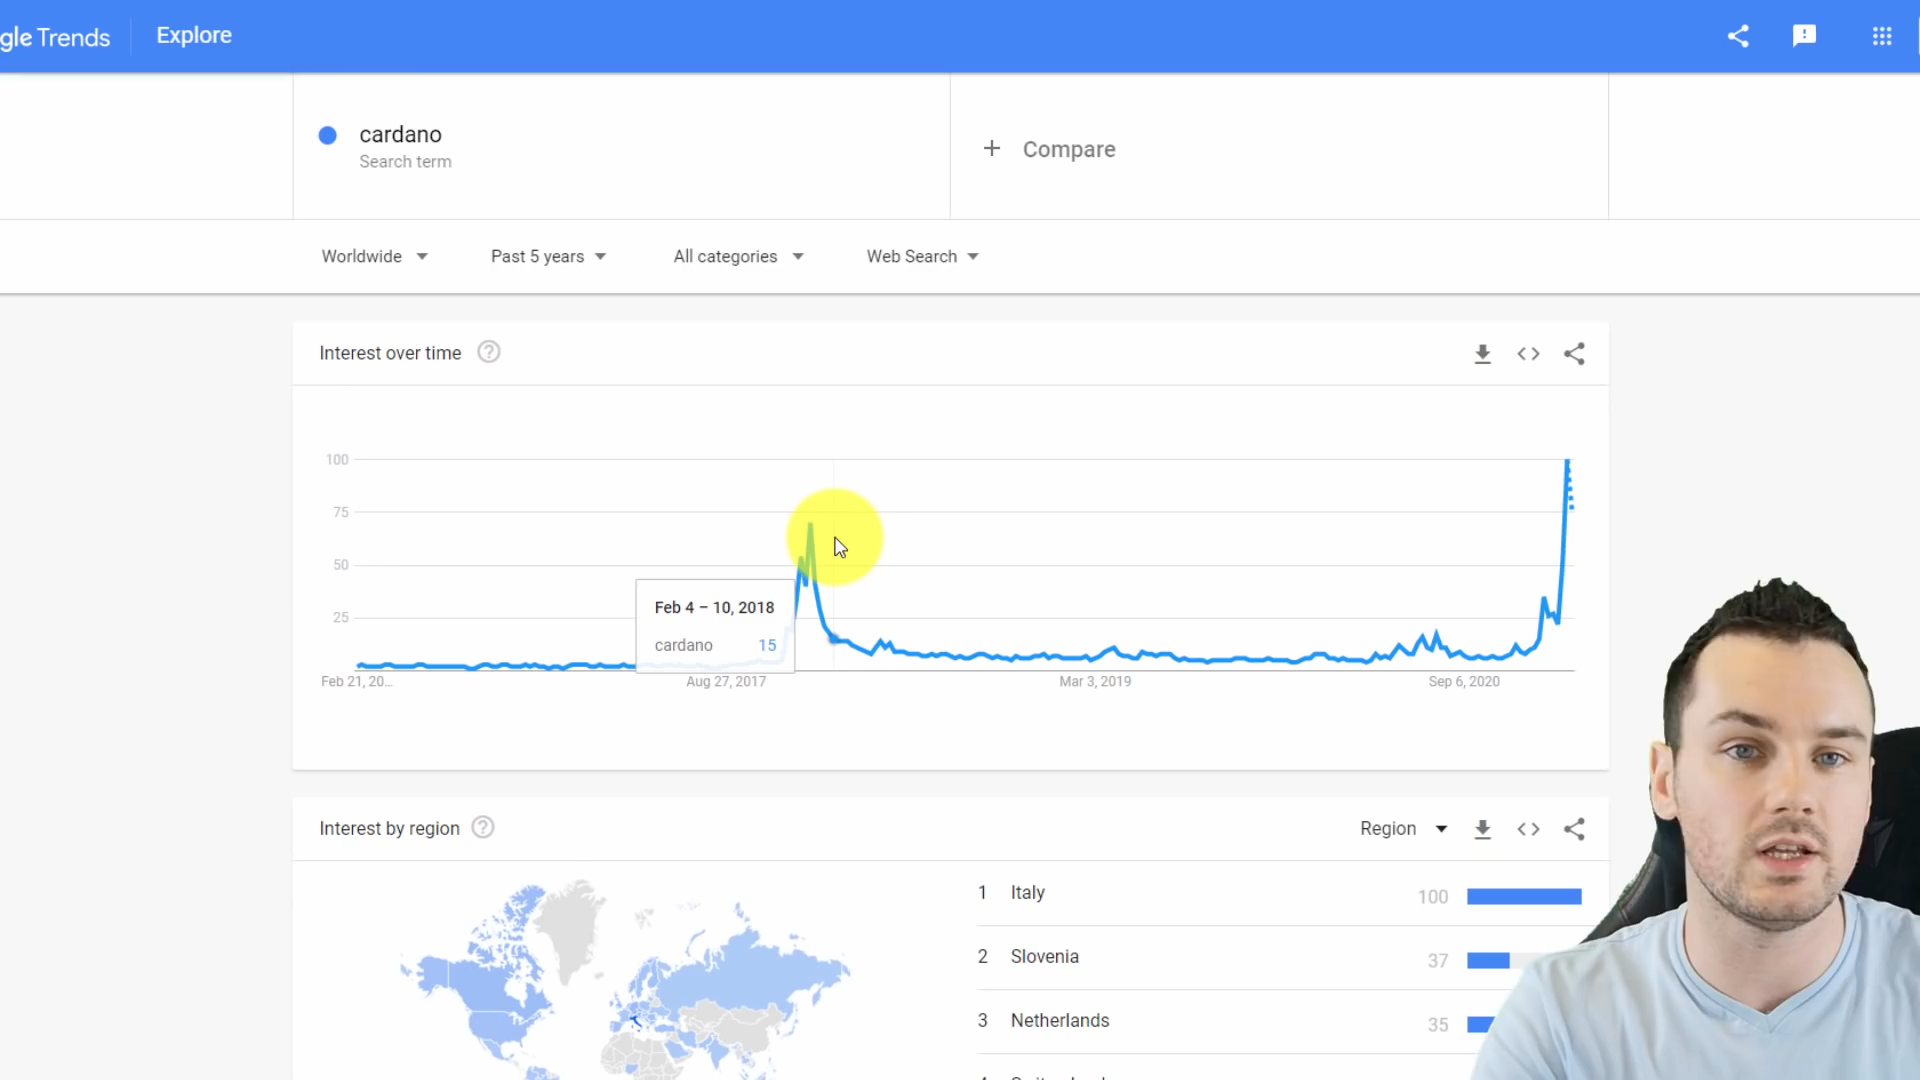 gle Trends
Explore
cardano
Search term
+ Compare
Worldwide
Past 5 years
All categories
Web Search
Interest over time
100
75
50
25
Feb 4 – 10, 2018
cardano 15
Feb 21, 20...
Aug 27, 2017
Mar 3, 2019
Sep 6, 2020
Interest by region
Region
1 Italy 100
2 Slovenia 37
3 Netherlands 35